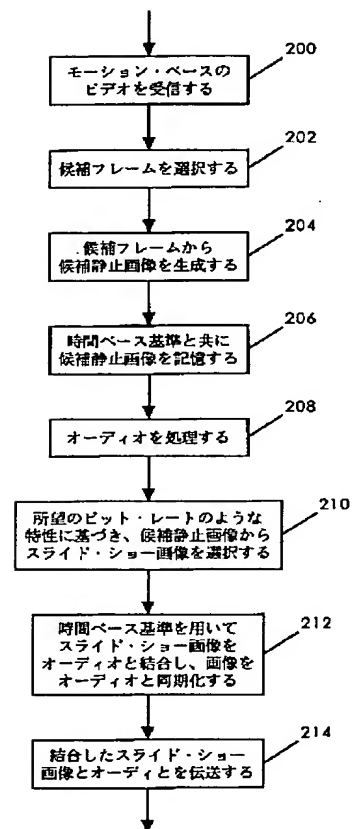 200
モーション・ベースの
ビデオを受信する
202
候補フレームを選択する
204
候補フレームから
候補静止画像を生成する
206
時間ベース基準と共に
候補静止画像を記憶する
208
オーディオを処理する
210
所望のビット・レートのような
特性に基づき、候補静止画像から
スライド・ショー画像を選択する
212
時間ベース基準を用いて
スライド・ショー画像を
オーディオと結合し、画像を
オーディオと同期化する
214
結合したスライド・ショー
画像とオーディとを伝送する